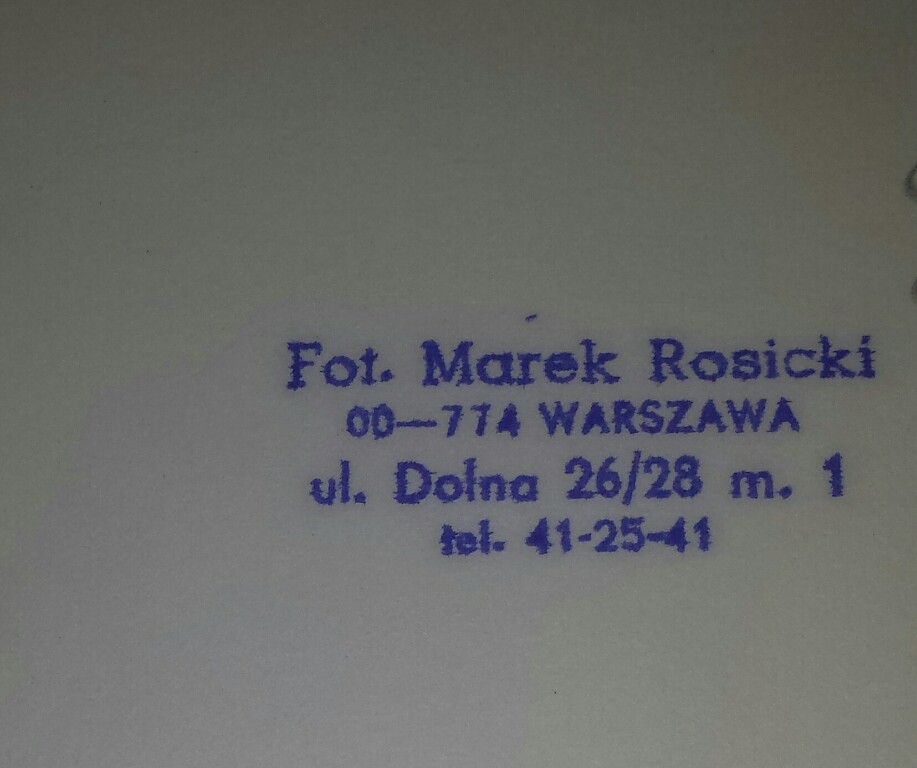 Fot. Marek Rosicki
00—774 WARSZAWA
ul. Dolna 26/28 m. 1
tel. 41-25-41